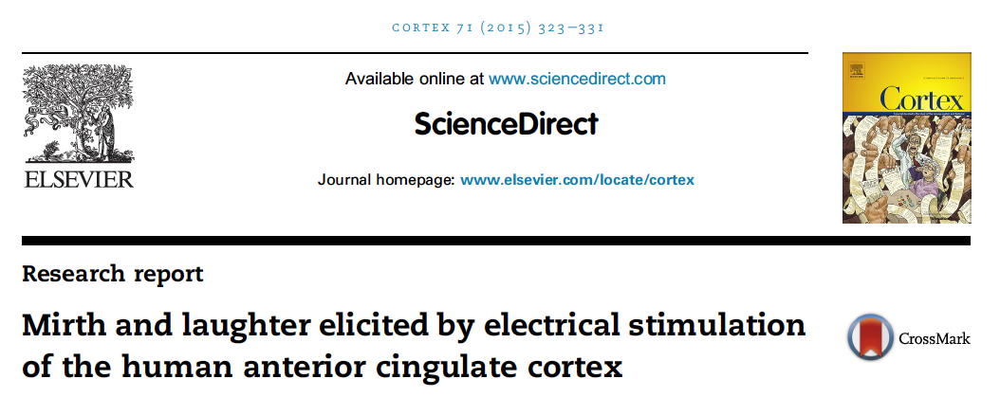 CORTEX 71 (2015) 323–331
Available online at www.sciencedirect.com
ScienceDirect
Journal homepage: www.elsevier.com/locate/cortex
ELSEVIER
Cortex
Research report
Mirth and laughter elicited by electrical stimulation
of the human anterior cingulate cortex
CrossMark